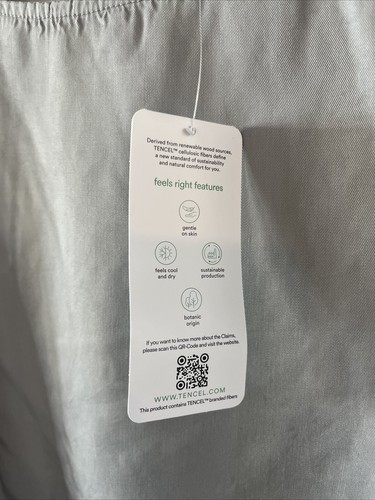 Derived from renewable wood sources,
TENCEL™ cellulosic fibers define
a new standard of sustainability
and natural comfort for you.
feels right features
gentle
on skin
feels cool
and dry
sustainable
production
botanic
origin
If you want to know more about the Claims,
please scan this QR-Code and visit the website.
WWW.TENCEL.COM
This product contains TENCEL™ branded fibers